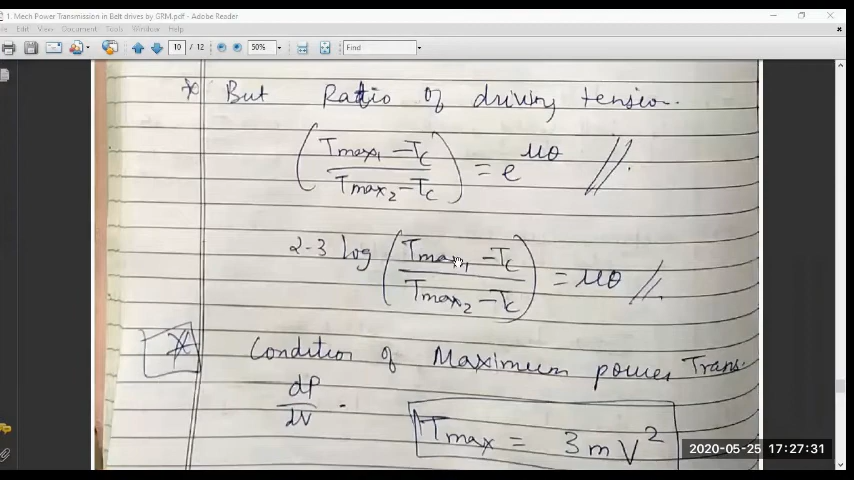 1. Mech Power Transmission in Belt drives by GRM.pdf - Adobe Reader
File Edit View Document Tools Window Help
10 / 12 50% Find
* But Ratio of driving tension.
(Tmax1 - Tc / Tmax2 - Tc) = e^μθ //.
2.3 log (Tmax1 - Tc / Tmax2 - Tc) = μθ //
* Condition of Maximum power Trans.
dP/dV .
Tmax = 3mV²
2020-05-25 17:27:31